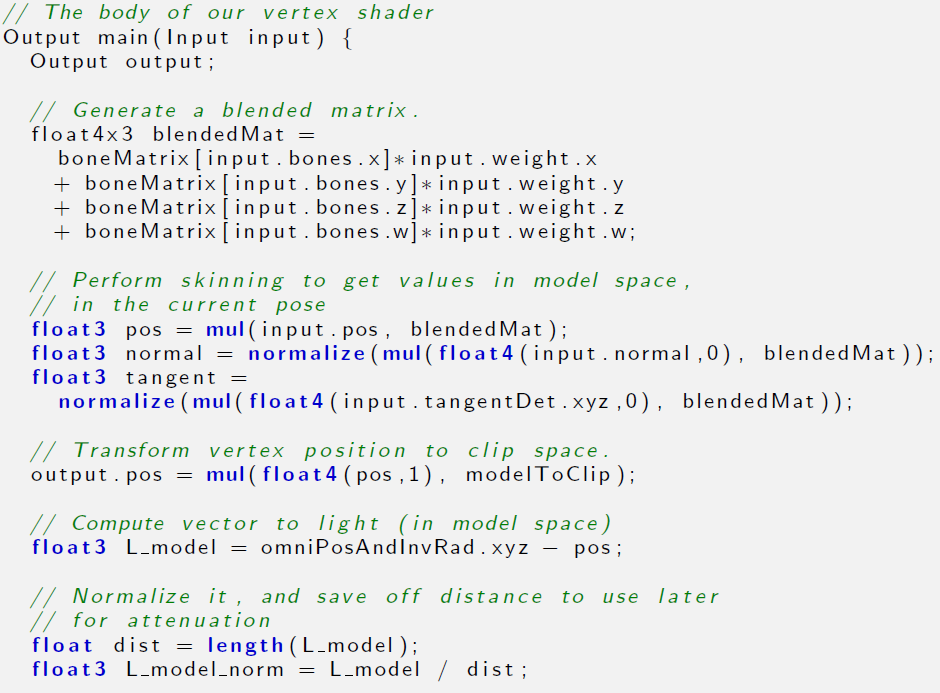 // The body of our vertex shader
Output main(Input input) {
  Output output;

  // Generate a blended matrix.
  float4x3 blendedMat =
    boneMatrix[input.bones.x]*input.weight.x
    + boneMatrix[input.bones.y]*input.weight.y
    + boneMatrix[input.bones.z]*input.weight.z
    + boneMatrix[input.bones.w]*input.weight.w;

  // Perform skinning to get values in model space,
  // in the current pose
  float3 pos = mul(input.pos, blendedMat);
  float3 normal = normalize(mul(float4(input.normal,0), blendedMat));
  float3 tangent =
    normalize(mul(float4(input.tangentDet.xyz,0), blendedMat));

  // Transform vertex position to clip space.
  output.pos = mul(float4(pos,1), modelToClip);

  // Compute vector to light (in model space)
  float3 L_model = omniPosAndInvRad.xyz - pos;

  // Normalize it, and save off distance to use later
  // for attenuation
  float dist = length(L_model);
  float3 L_model_norm = L_model / dist;